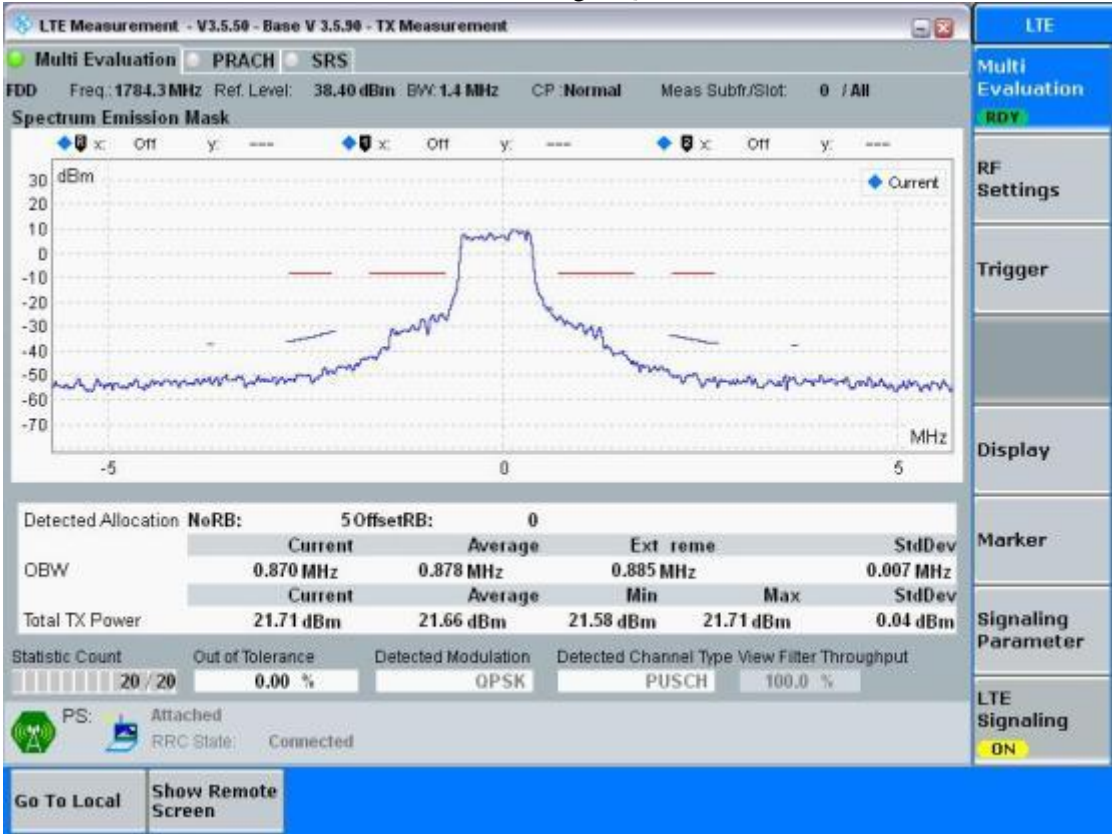 LTE Measurement - V3.5.50 - Base V 3.5.90 - TX Measurement
LTE
Multi Evaluation PRACH SRS
Multi
Evaluation
RDY
FDD Freq.: 1784.3 MHz Ref. Level: 38.40 dBm BW: 1.4 MHz CP :Normal Meas Subfr./Slot: 0 / All
Spectrum Emission Mask
x: Off y: --- x: Off y: --- x: Off y: ---
dBm
Current
30
20
10
0
-10
-20
-30
-40
-50
-60
-70
MHz
-5 0 5
RF
Settings
Trigger
Display
Marker
Signaling
Parameter
LTE
Signaling
ON
Detected Allocation NoRB: 5 OffsetRB: 0
Current Average Ext reme StdDev
OBW 0.870 MHz 0.878 MHz 0.885 MHz 0.007 MHz
Current Average Min Max StdDev
Total TX Power 21.71 dBm 21.66 dBm 21.58 dBm 21.71 dBm 0.04 dBm
Statistic Count Out of Tolerance Detected Modulation Detected Channel Type View Filter Throughput
20 / 20 0.00 % QPSK PUSCH 100.0 %
PS: Attached
RRC State: Connected
Go To Local
Show Remote
Screen